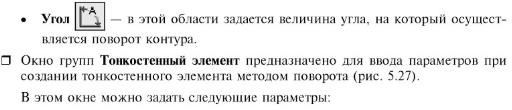 • Угол — в этой области задается величина угла, на который осущест-
вляется поворот контура.
❒ Окно групп Тонкостенный элемент предназначено для ввода параметров при
создании тонкостенного элемента методом поворота (рис. 5.27).
В этом окне можно задать следующие параметры: